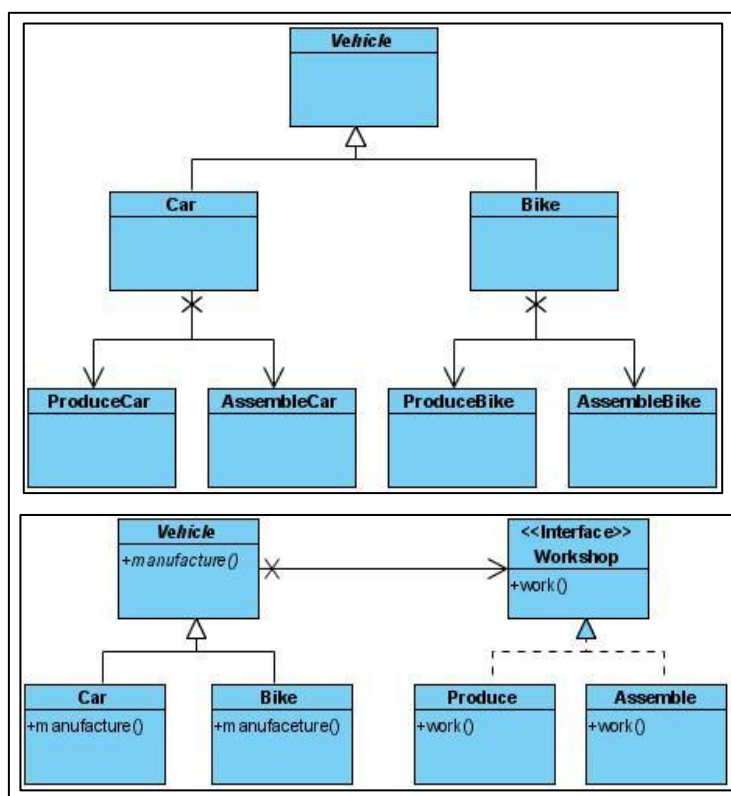 Vehicle
Car
Bike
ProduceCar
AssembleCar
ProduceBike
AssembleBike
Vehicle
+manufacture()
<<Interface>>
Workshop
+work()
Car
+manufacture()
Bike
+manufaceture()
Produce
+work()
Assemble
+work()